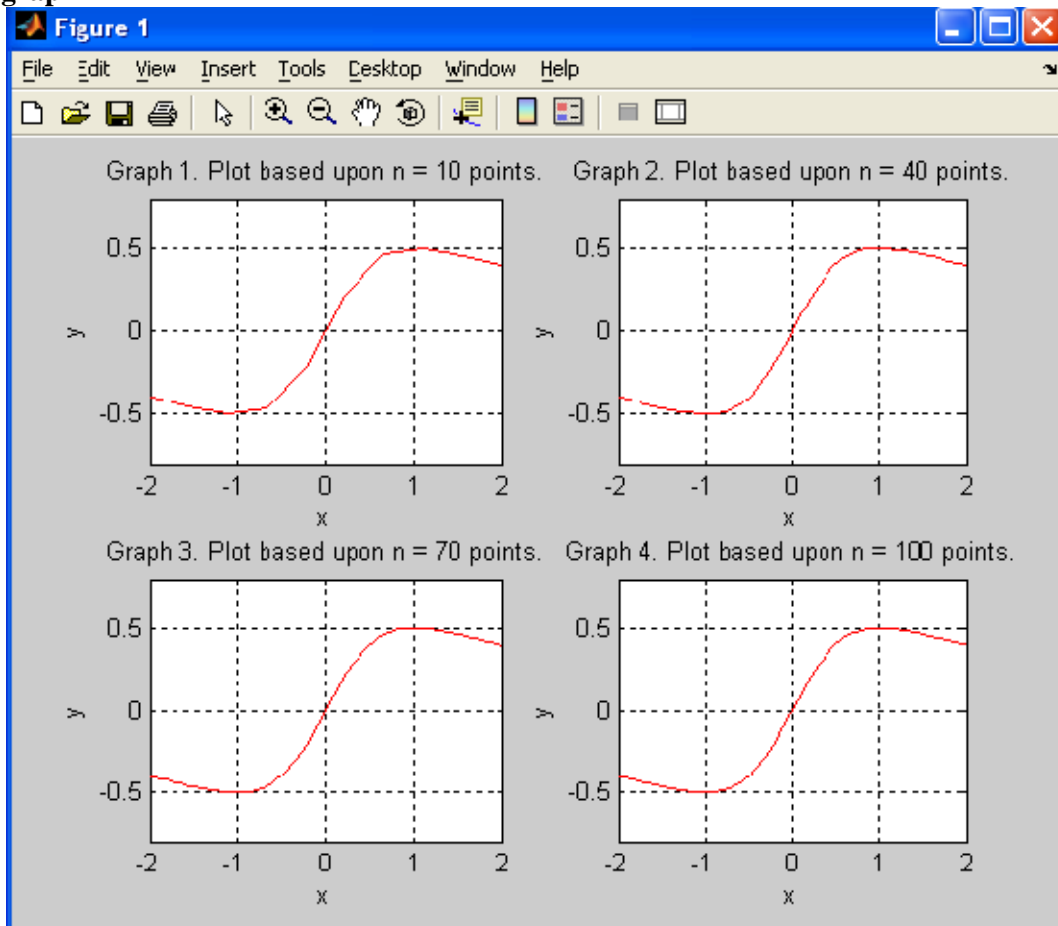 grap
Figure 1
File Edit View Insert Tools Desktop Window Help
Graph 1. Plot based upon n = 10 points.
0.5
0
-0.5
y
-2 -1 0 1 2
x
Graph 2. Plot based upon n = 40 points.
0.5
0
-0.5
y
-2 -1 0 1 2
x
Graph 3. Plot based upon n = 70 points.
0.5
0
-0.5
y
-2 -1 0 1 2
x
Graph 4. Plot based upon n = 100 points.
0.5
0
-0.5
y
-2 -1 0 1 2
x